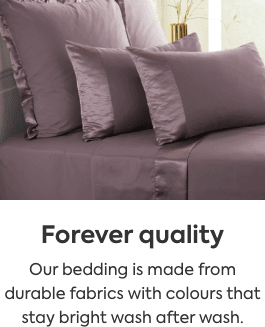 Forever quality
Our bedding is made from
durable fabrics with colours that
stay bright wash after wash.